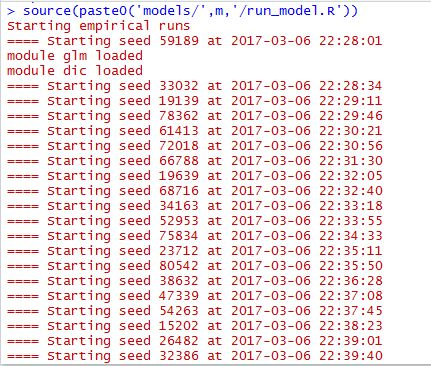 > source(paste0('models/',m,'/run_model.R'))
Starting empirical runs
==== Starting seed 59189 at 2017-03-06 22:28:01
module glm loaded
module dic loaded
==== Starting seed 33032 at 2017-03-06 22:28:34
==== Starting seed 19139 at 2017-03-06 22:29:11
==== Starting seed 78362 at 2017-03-06 22:29:46
==== Starting seed 61413 at 2017-03-06 22:30:21
==== Starting seed 72018 at 2017-03-06 22:30:56
==== Starting seed 66788 at 2017-03-06 22:31:30
==== Starting seed 19639 at 2017-03-06 22:32:05
==== Starting seed 68716 at 2017-03-06 22:32:40
==== Starting seed 34163 at 2017-03-06 22:33:18
==== Starting seed 52953 at 2017-03-06 22:33:55
==== Starting seed 75834 at 2017-03-06 22:34:33
==== Starting seed 23712 at 2017-03-06 22:35:11
==== Starting seed 80542 at 2017-03-06 22:35:50
==== Starting seed 38632 at 2017-03-06 22:36:28
==== Starting seed 47339 at 2017-03-06 22:37:08
==== Starting seed 54263 at 2017-03-06 22:37:45
==== Starting seed 15202 at 2017-03-06 22:38:23
==== Starting seed 26482 at 2017-03-06 22:39:01
==== Starting seed 32386 at 2017-03-06 22:39:40